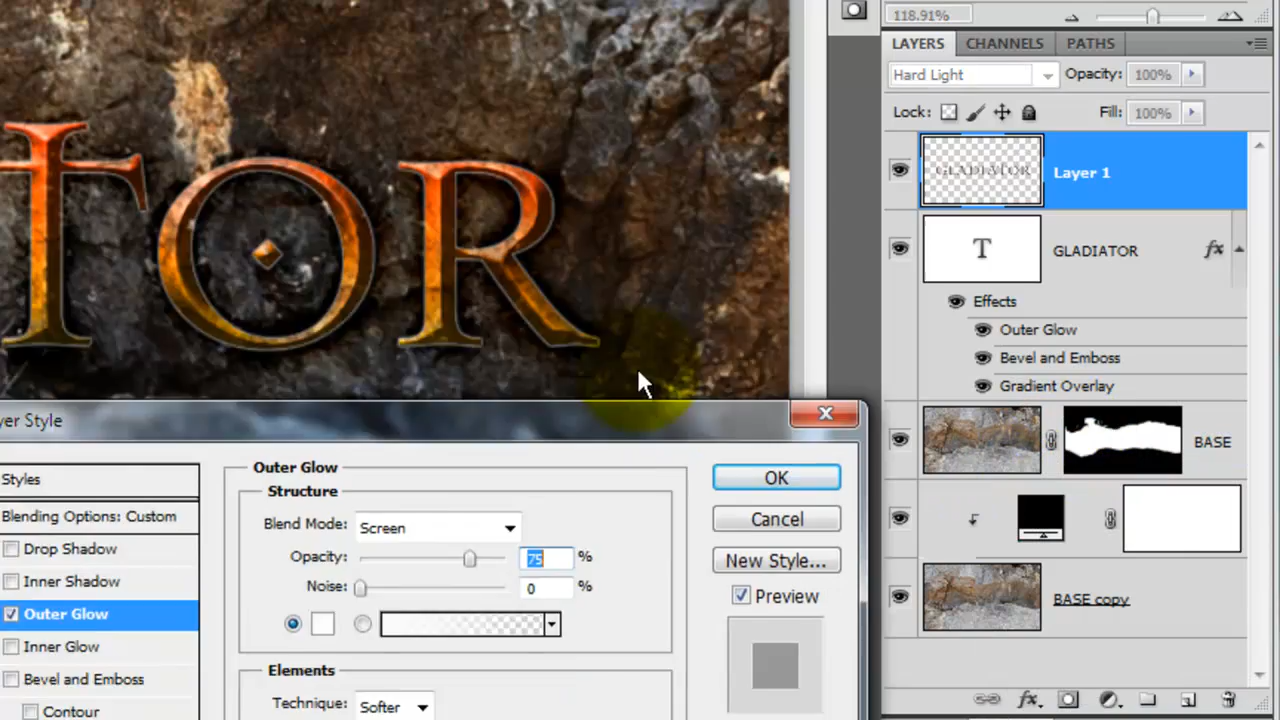 118.91%
LAYERS CHANNELS PATHS
Hard Light Opacity: 100%
Lock: Fill: 100%
GLADIATOR Layer 1
T GLADIATOR fx
Effects
Outer Glow
Bevel and Emboss
Gradient Overlay
BASE
BASE copy
fx
TOR
yer Style
Styles
Blending Options: Custom
Drop Shadow
Inner Shadow
Outer Glow
Inner Glow
Bevel and Emboss
Contour
Outer Glow
Structure
Blend Mode: Screen
Opacity: 75 %
Noise: 0 %
Elements
Technique: Softer
OK
Cancel
New Style...
Preview